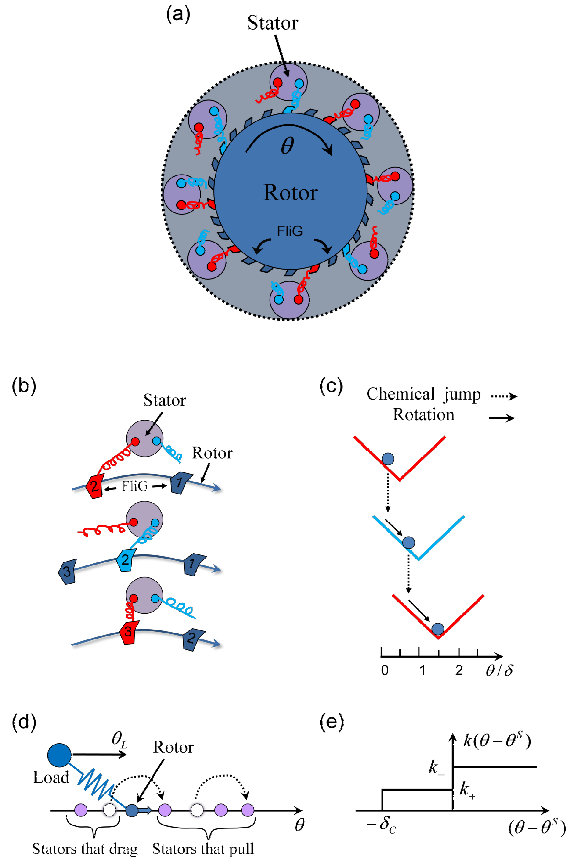 (a)
Stator
θ
Rotor
FliG
(b)
Stator
Rotor
2
FliG
1
3
2
1
3
2
(c)
Chemical jump
Rotation
0 1 2 θ/δ
(d)
θ_L
Rotor
Load
θ
Stators that drag
Stators that pull
(e)
k(θ − θ^S)
k_−
k_+
−δ_C
(θ − θ^S)